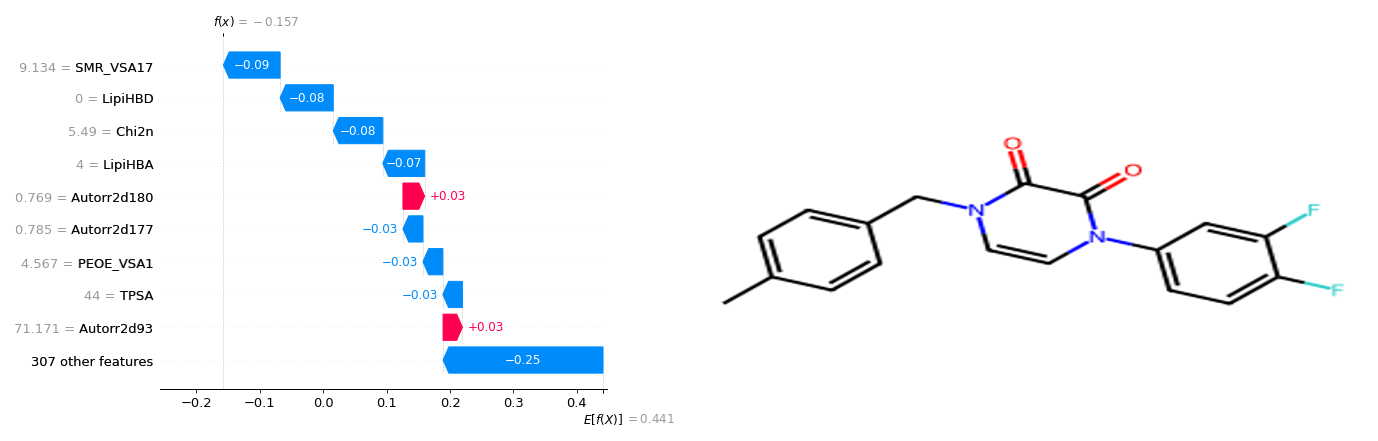 f(x) = −0.157
9.134 = SMR_VSA17
−0.09
0 = LipiHBD
−0.08
5.49 = Chi2n
−0.08
4 = LipiHBA
−0.07
0.769 = Autorr2d180
+0.03
0.785 = Autorr2d177
−0.03
4.567 = PEOE_VSA1
−0.03
44 = TPSA
−0.03
71.171 = Autorr2d93
+0.03
307 other features
−0.25
−0.2 −0.1 0.0 0.1 0.2 0.3 0.4
E[f(X)] = 0.441
O
O
N
N
F
F